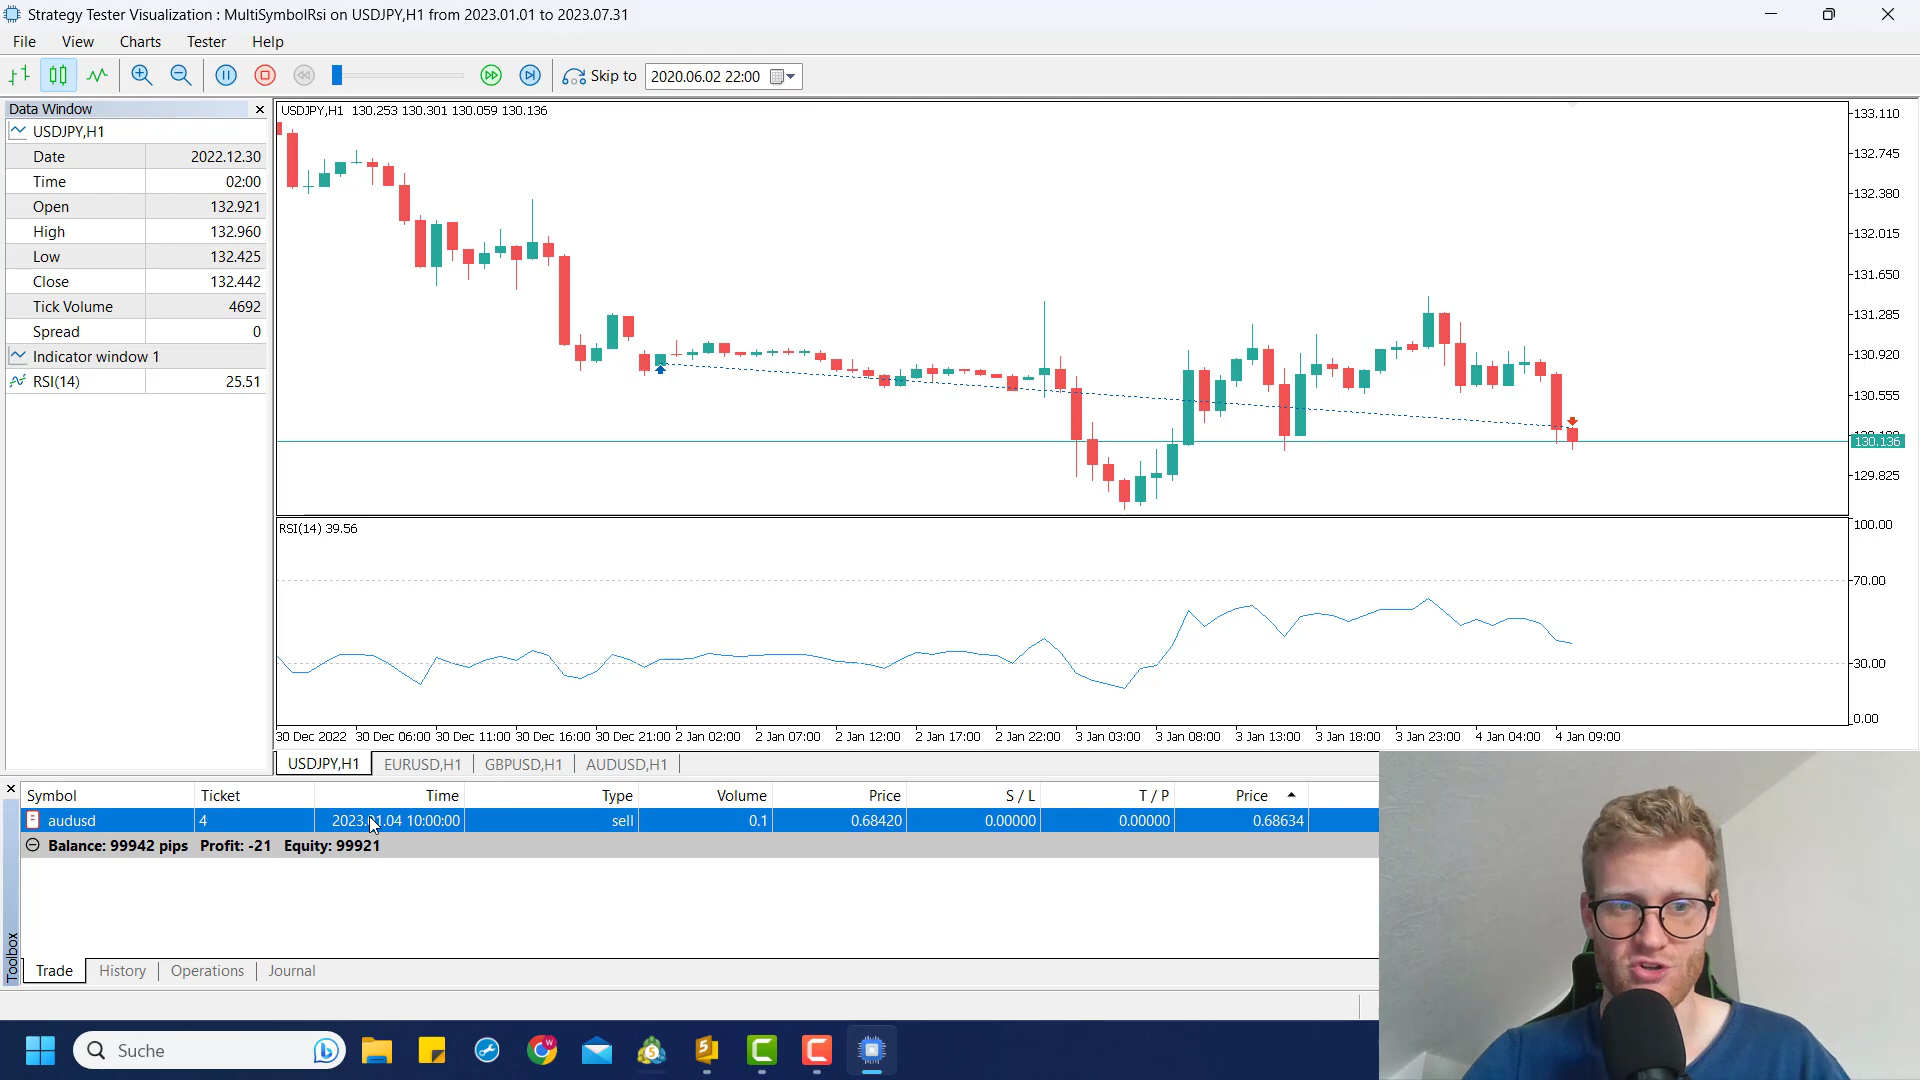 Strategy Tester Visualization : MultiSymbolRsi on USDJPY,H1 from 2023.01.01 to 2023.07.31
File View Charts Tester Help
Skip to 2020.06.02 22:00
Data Window
USDJPY,H1
Date 2022.12.30
Time 02:00
Open 132.921
High 132.960
Low 132.425
Close 132.442
Tick Volume 4692
Spread 0
Indicator window 1
RSI(14) 25.51
USDJPY,H1 130.253 130.301 130.059 130.136
133.110
132.745
132.380
132.015
131.650
131.285
130.920
130.555
130.136
129.825
RSI(14) 39.56
100.00
70.00
30.00
0.00
30 Dec 2022 30 Dec 06:00 30 Dec 11:00 30 Dec 16:00 30 Dec 21:00 2 Jan 02:00 2 Jan 07:00 2 Jan 12:00 2 Jan 17:00 2 Jan 22:00 3 Jan 03:00 3 Jan 08:00 3 Jan 13:00 3 Jan 18:00 3 Jan 23:00 4 Jan 04:00 4 Jan 09:00
USDJPY,H1 EURUSD,H1 GBPUSD,H1 AUDUSD,H1
Symbol Ticket Time Type Volume Price S / L T / P Price
audusd 4 2023.01.04 10:00:00 sell 0.1 0.68420 0.00000 0.00000 0.68634
Balance: 99942 pips Profit: -21 Equity: 99921
Toolbox
Trade History Operations Journal
Suche